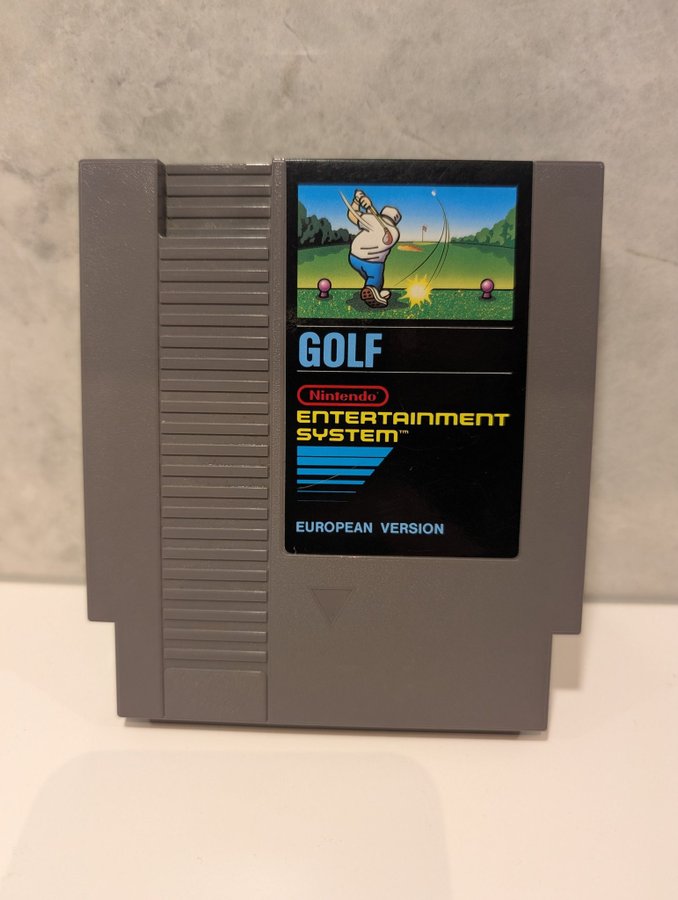 GOLF
Nintendo®
ENTERTAINMENT
SYSTEM™
EUROPEAN VERSION